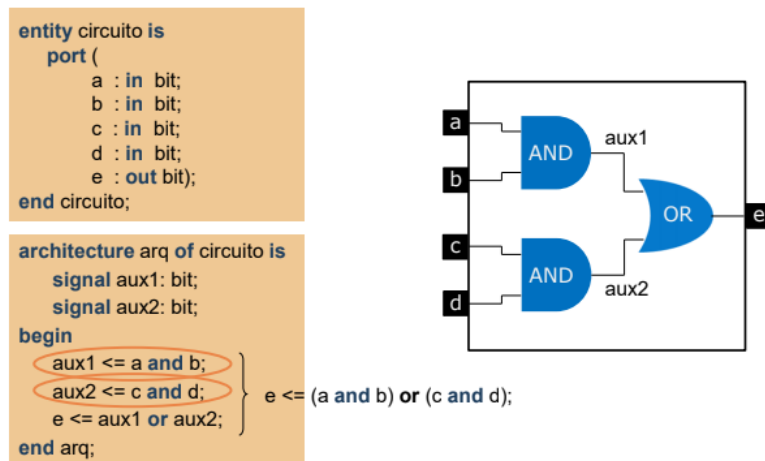 entity circuito is
port (
a : in bit;
b : in bit;
c : in bit;
d : in bit;
e : out bit);
end circuito;
architecture arq of circuito is
signal aux1: bit;
signal aux2: bit;
begin
aux1 <= a and b;
aux2 <= c and d;
e <= aux1 or aux2;
end arq;
e <= (a and b) or (c and d);
a
b
c
d
AND
AND
aux1
aux2
OR
e